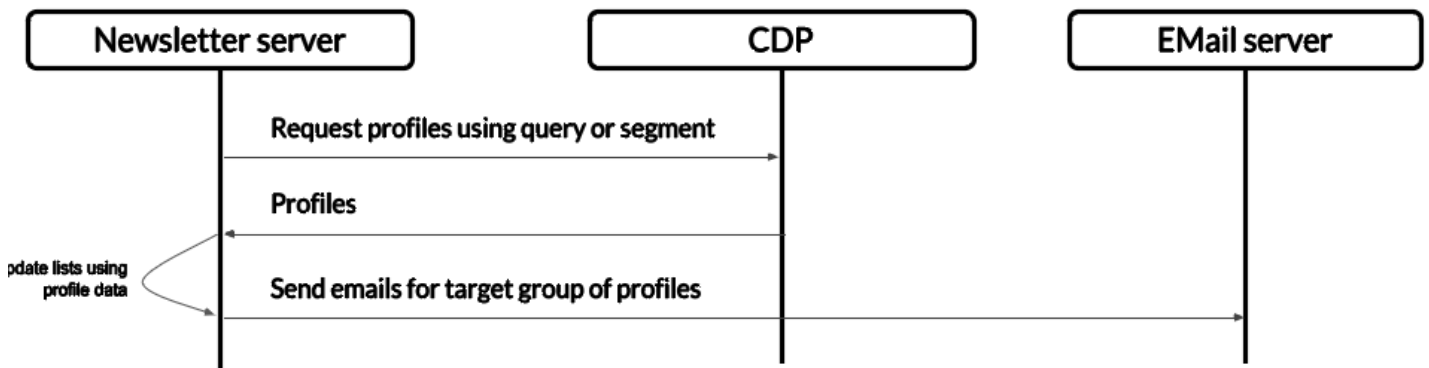 Newsletter server
CDP
EMail server
Request profiles using query or segment
Profiles
pdate lists using
profile data
Send emails for target group of profiles